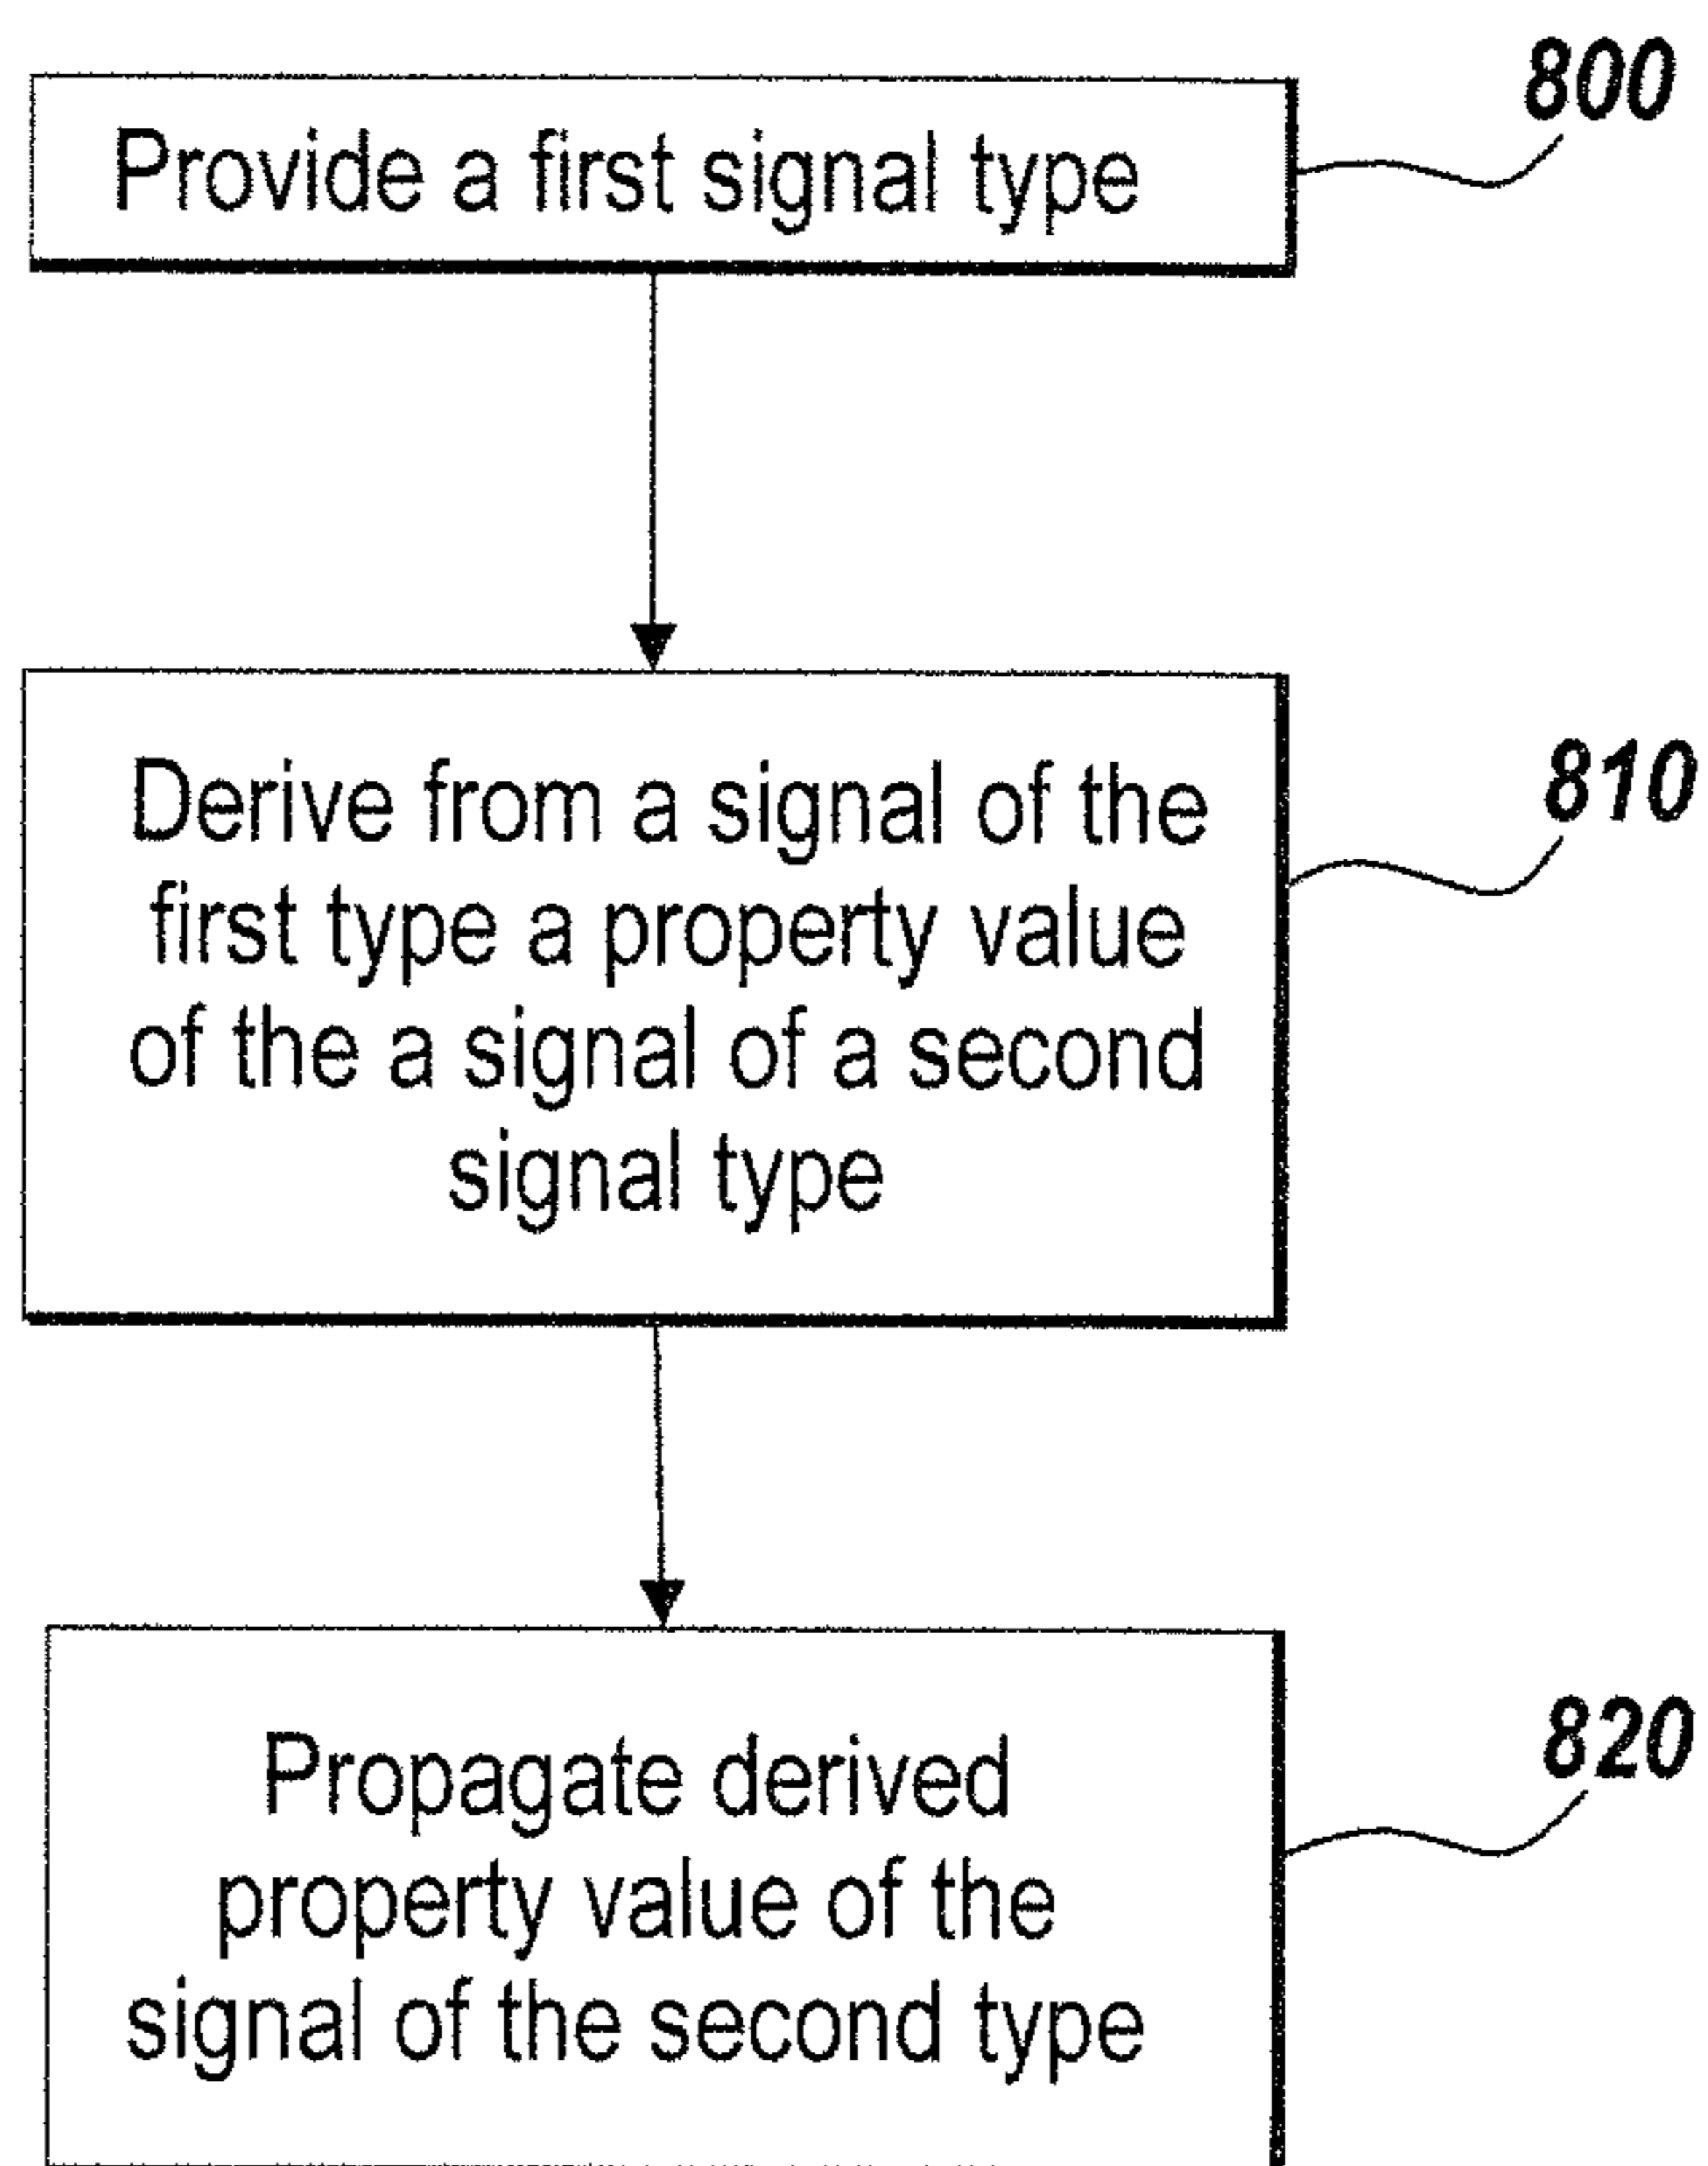 800
Provide a first signal type
Derive from a signal of the
810
first type a property value
of the a signal of a second
signal type
820
Propagate derived
property value of the
signal of the second type